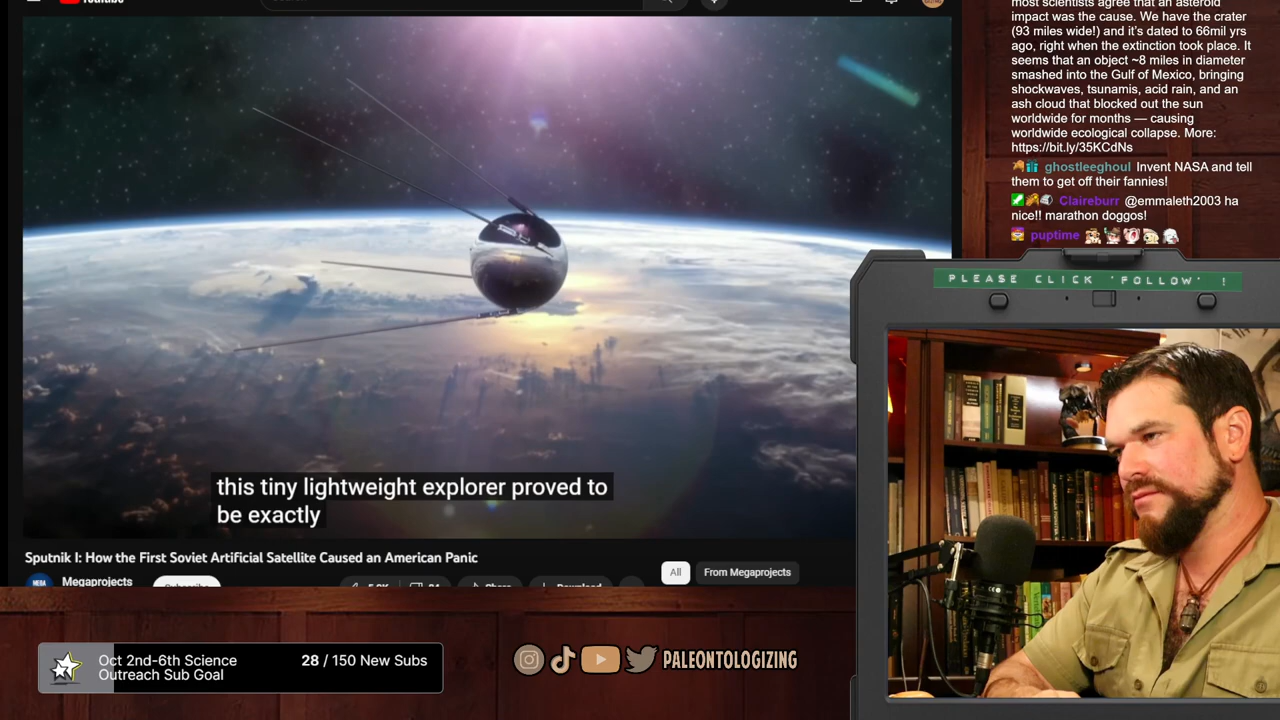 most scientists agree that an asteroid
impact was the cause. We have the crater
(93 miles wide!) and it's dated to 66mil yrs
ago, right when the extinction took place. It
seems that an object ~8 miles in diameter
smashed into the Gulf of Mexico, bringing
shockwaves, tsunamis, acid rain, and an
ash cloud that blocked out the sun
worldwide for months — causing
worldwide ecological collapse. More:
https://bit.ly/35KCdNs
ghostleeghoul Invent NASA and tell
them to get off their fannies!
Claireburr @emmaleth2003 ha
nice!! marathon doggos!
puptime
PLEASE CLICK 'FOLLOW' !
this tiny lightweight explorer proved to
be exactly
Sputnik I: How the First Soviet Artificial Satellite Caused an American Panic
Megaprojects
Subscribe
Share
Download
All
From Megaprojects
Oct 2nd-6th Science
Outreach Sub Goal
28 / 150 New Subs
PALEONTOLOGIZING